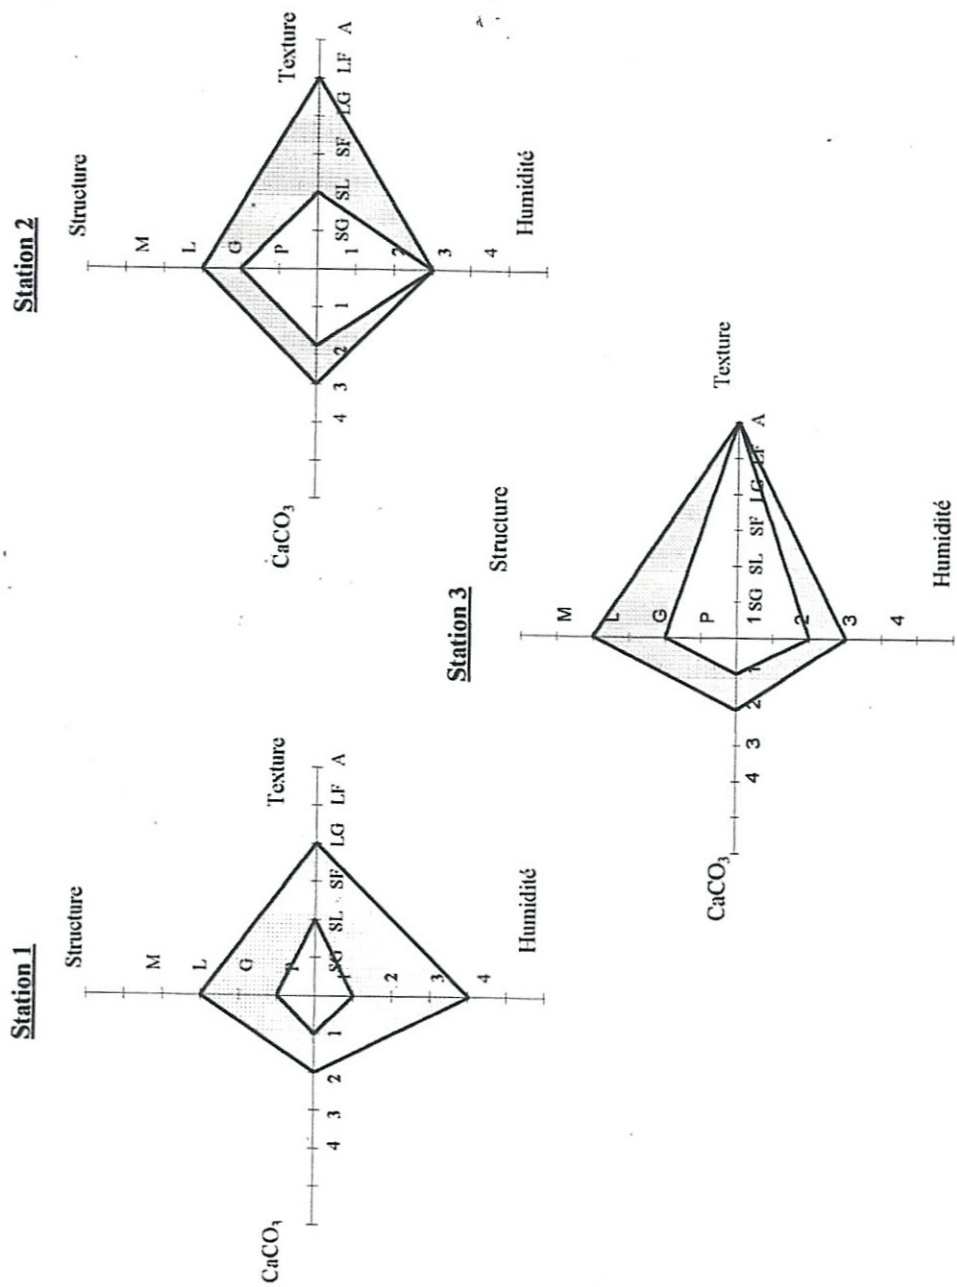 Station 1
Structure
M
L
G
P
Texture
SG SL SF LG LF A
CaCO3
4 3 2 1
1
2
3
4
Humidité
Station 2
Structure
M
L
G
P
Texture
SG SL SF LG LF A
CaCO3
4 3 2 1
1
2
3
4
Humidité
Station 3
Structure
M
L
G
P
Texture
SG SL SF LG LF A
CaCO3
4 3 2 1
1
2
3
4
Humidité